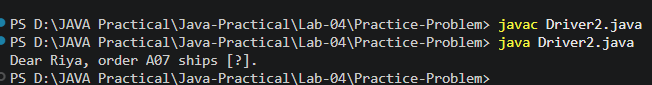 PS D:\JAVA Practical\Java-Practical\Lab-04\Practice-Problem> javac Driver2.java
PS D:\JAVA Practical\Java-Practical\Lab-04\Practice-Problem> java Driver2.java
Dear Riya, order A07 ships [?].
PS D:\JAVA Practical\Java-Practical\Lab-04\Practice-Problem>